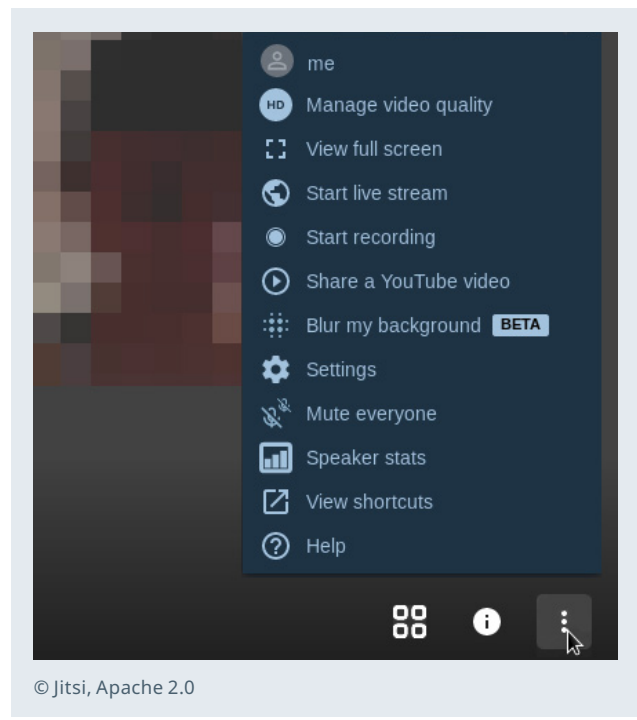 me
HD Manage video quality
View full screen
Start live stream
Start recording
Share a YouTube video
Blur my background BETA
Settings
Mute everyone
Speaker stats
View shortcuts
Help
© Jitsi, Apache 2.0